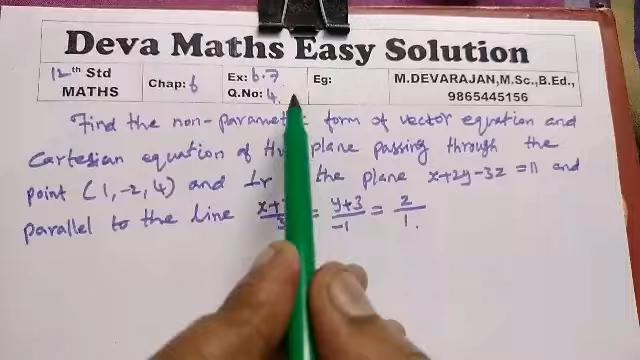 Deva Maths Easy Solution
12th Std MATHS
Chap: 6
Ex: 6.7
Q.No: 4.
Eg:
M.DEVARAJAN,M.Sc.,B.Ed.,
9865445156
Find the non-parametric form of vector equation and
Cartesian equation of plane passing through the
point (1, -2, 4) and ⊥r the plane x+2y-3z = 11 and
parallel to the line = y+3/-1 = z/1.